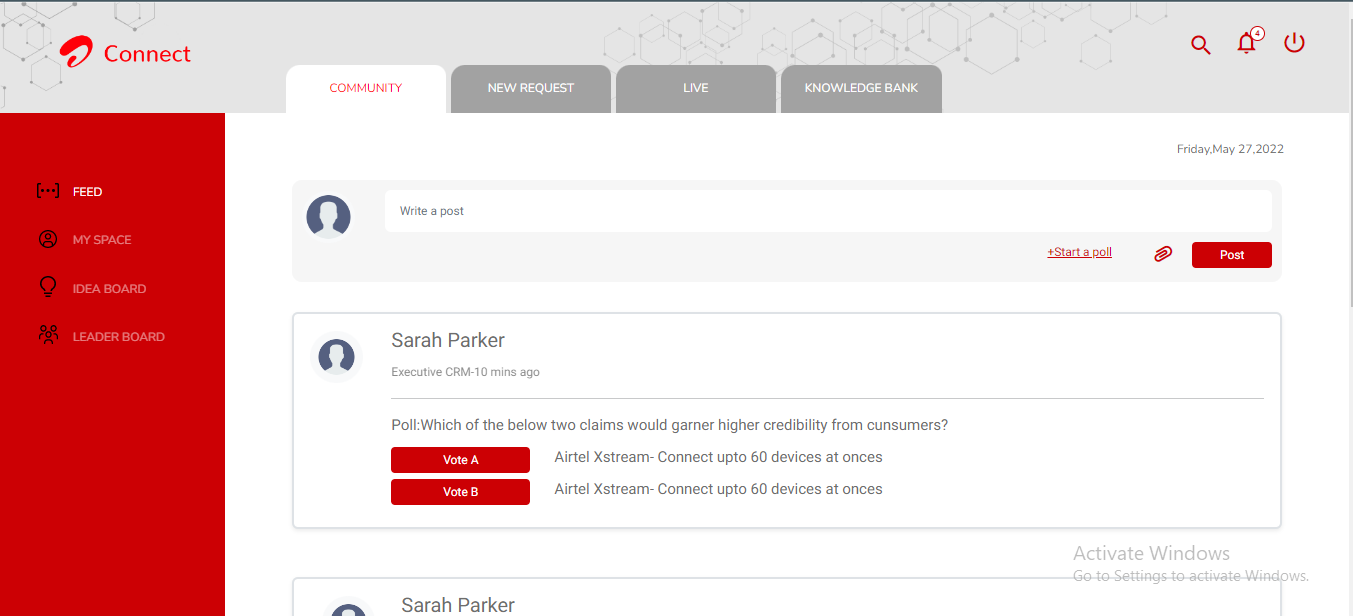 Connect
4
COMMUNITY
NEW REQUEST
LIVE
KNOWLEDGE BANK
Friday,May 27,2022
FEED
MY SPACE
IDEA BOARD
LEADER BOARD
Write a post
+Start a poll
Post
Sarah Parker
Executive CRM-10 mins ago
Poll:Which of the below two claims would garner higher credibility from cunsumers?
Vote A Airtel Xstream- Connect upto 60 devices at onces
Vote B Airtel Xstream- Connect upto 60 devices at onces
Activate Windows
Go to Settings to activate Windows.
Sarah Parker